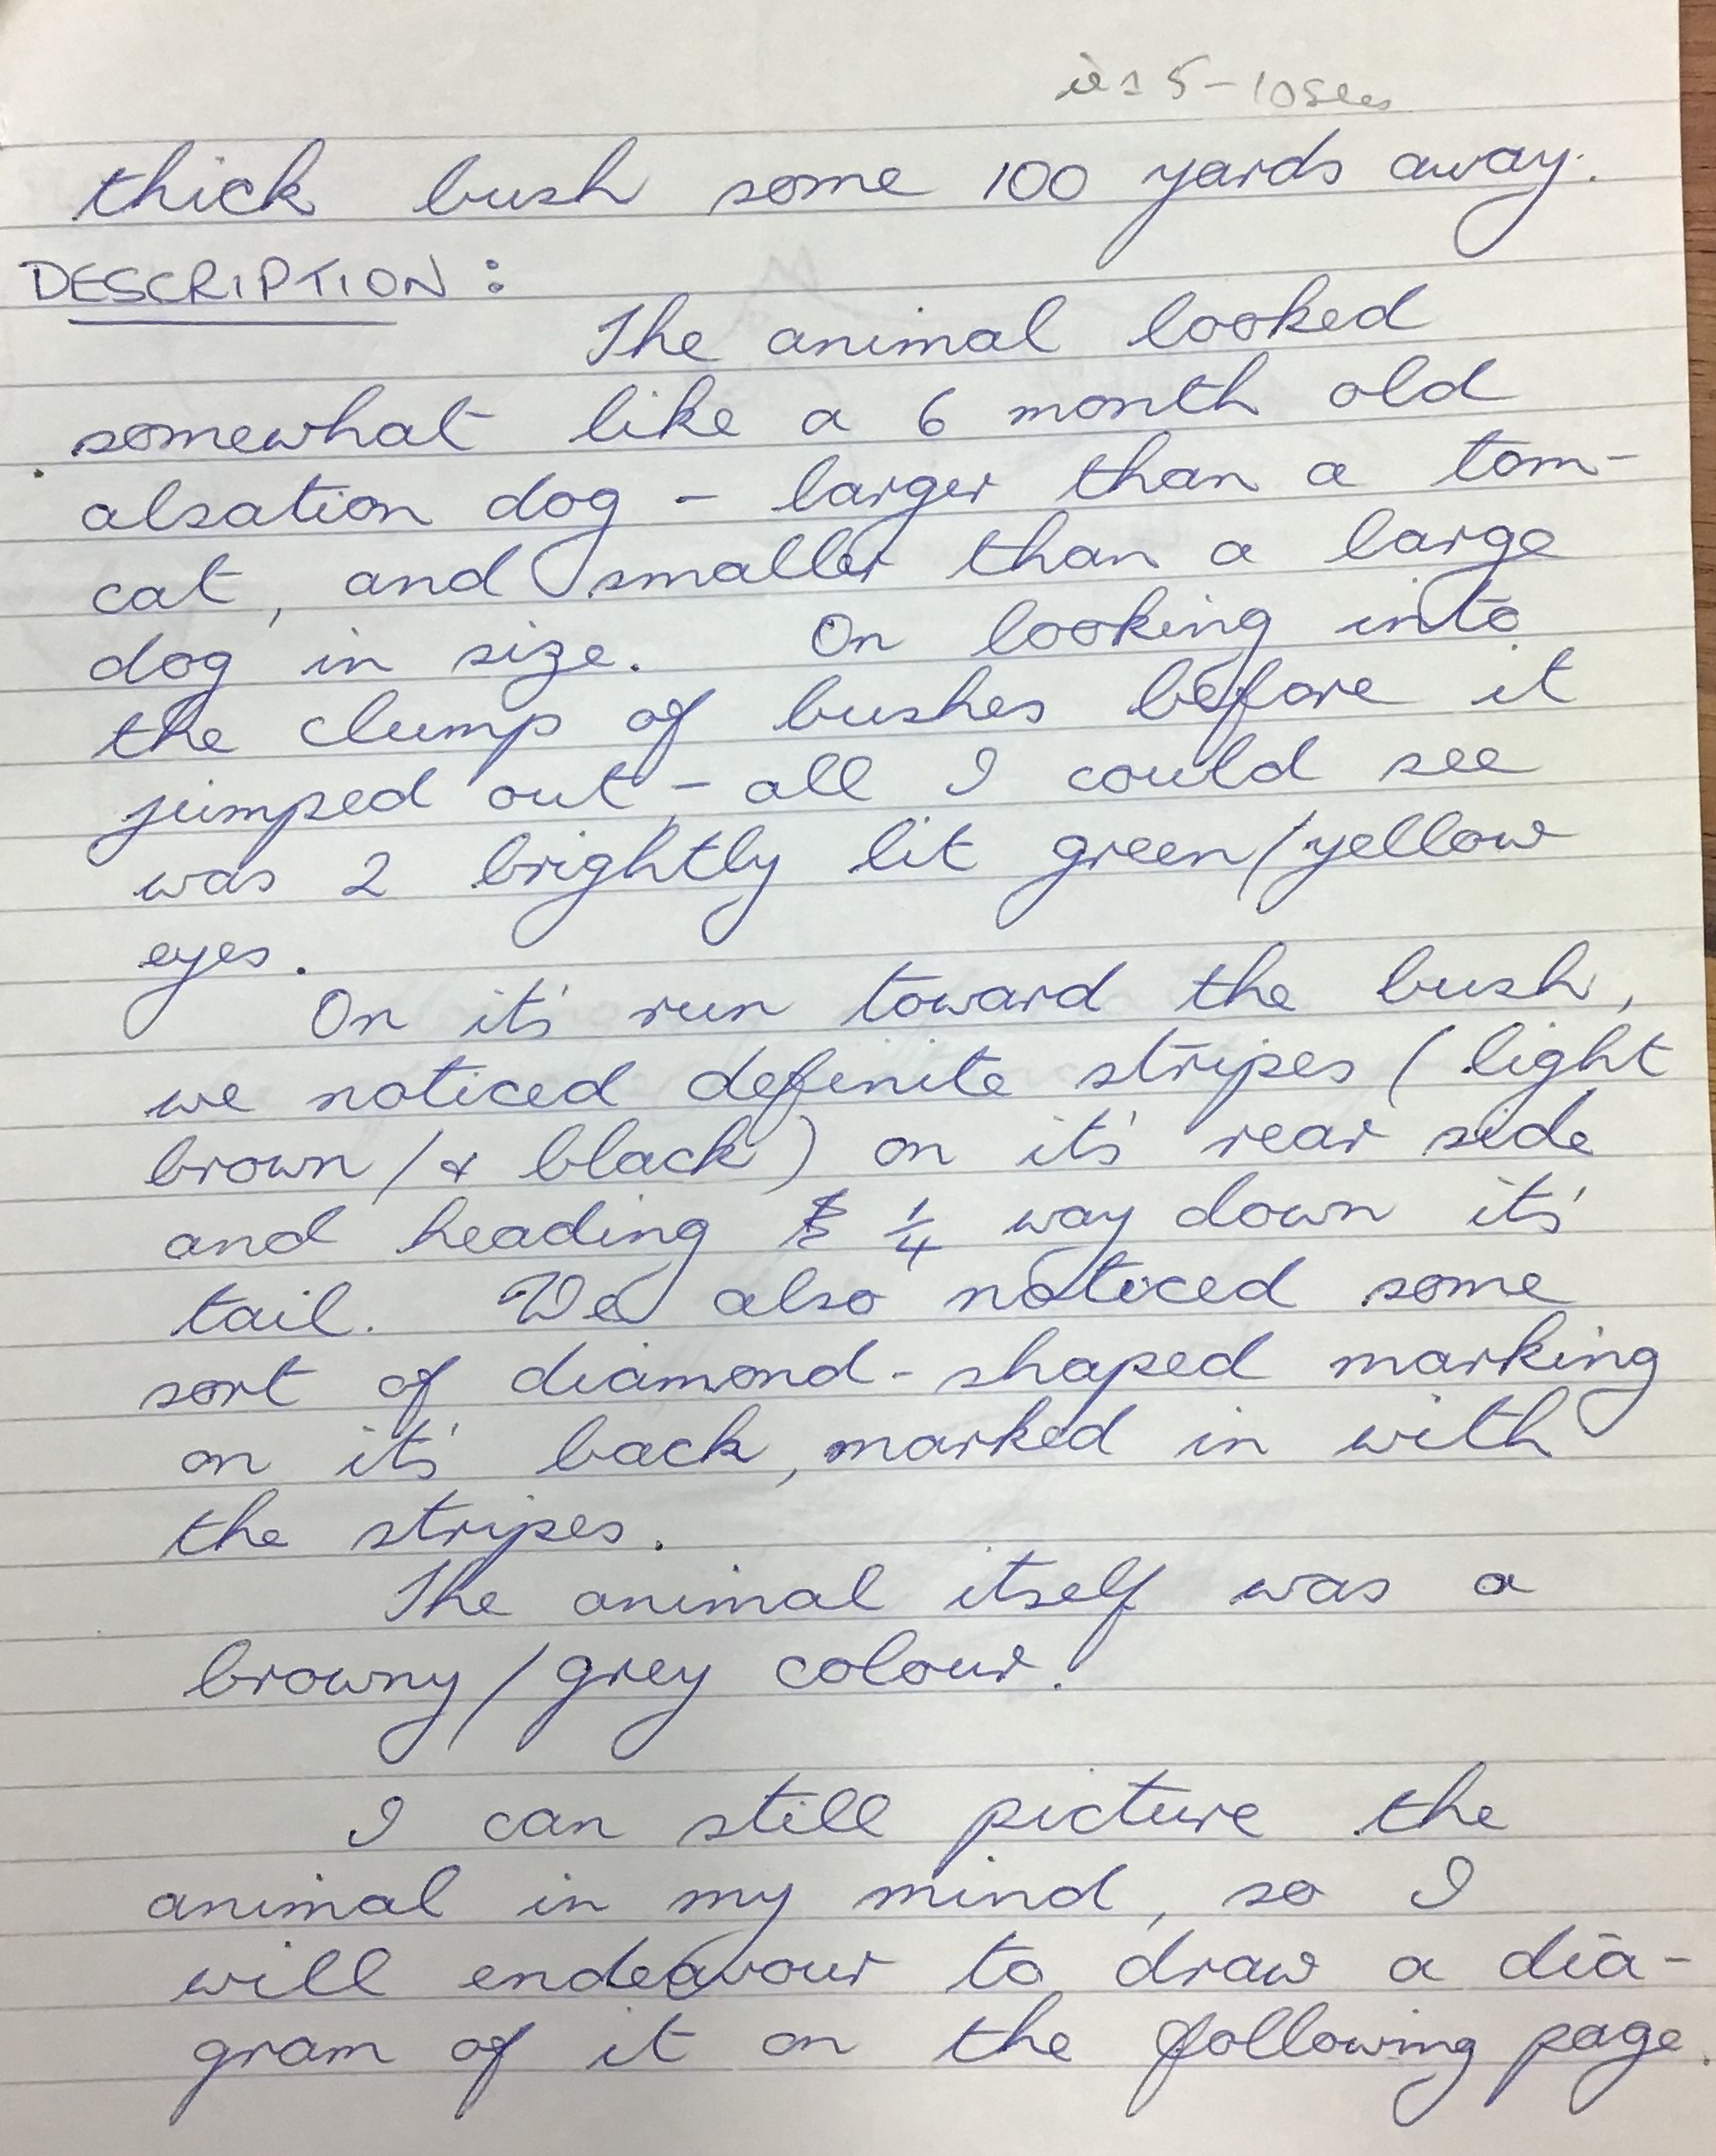 5-10secs
thick bush some 100 yards away.
DESCRIPTION:
The animal looked
somewhat like a 6 month old
alsation dog - larger than a tom-
cat, and smaller than a large
dog in size. On looking into
the clump of bushes before it
jumped out - all I could see
was 2 brightly lit green/yellow
eyes.
On it's run toward the bush,
we noticed definite stripes (light
brown/& black) on it's rear side
and heading 1/4 way down it's
tail. We also noticed some
sort of diamond-shaped marking
on it's back, marked in with
the stripes.
The animal itself was a
browny/grey colour.
I can still picture the
animal in my mind, so I
will endeavour to draw a dia-
gram of it on the following page.